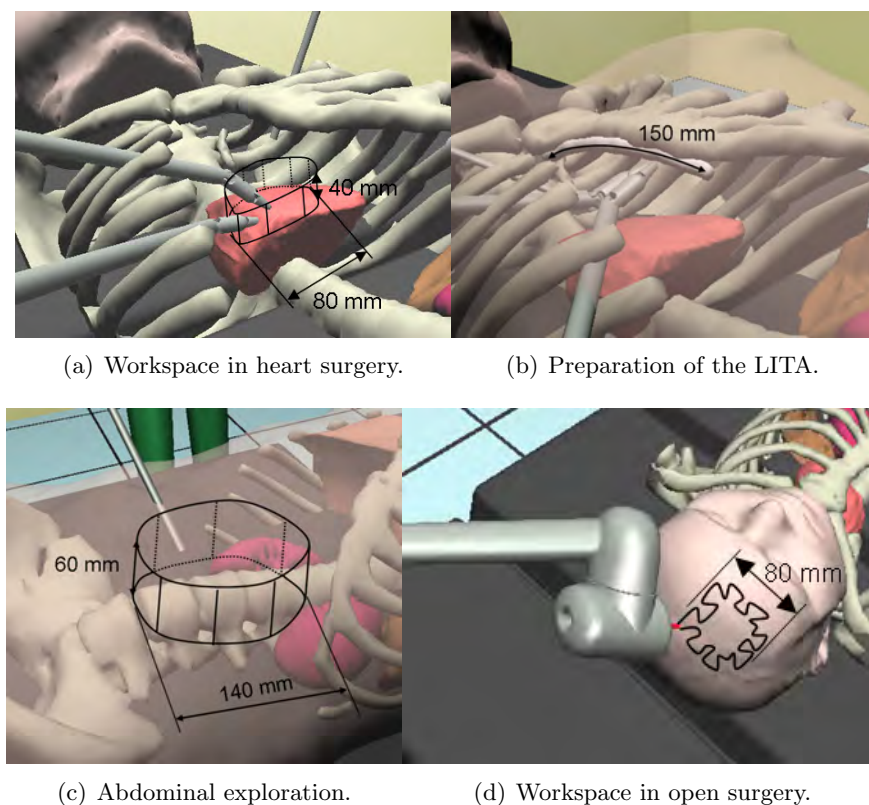 40 mm
80 mm
150 mm
(a) Workspace in heart surgery.
(b) Preparation of the LITA.
60 mm
140 mm
80 mm
(c) Abdominal exploration.
(d) Workspace in open surgery.